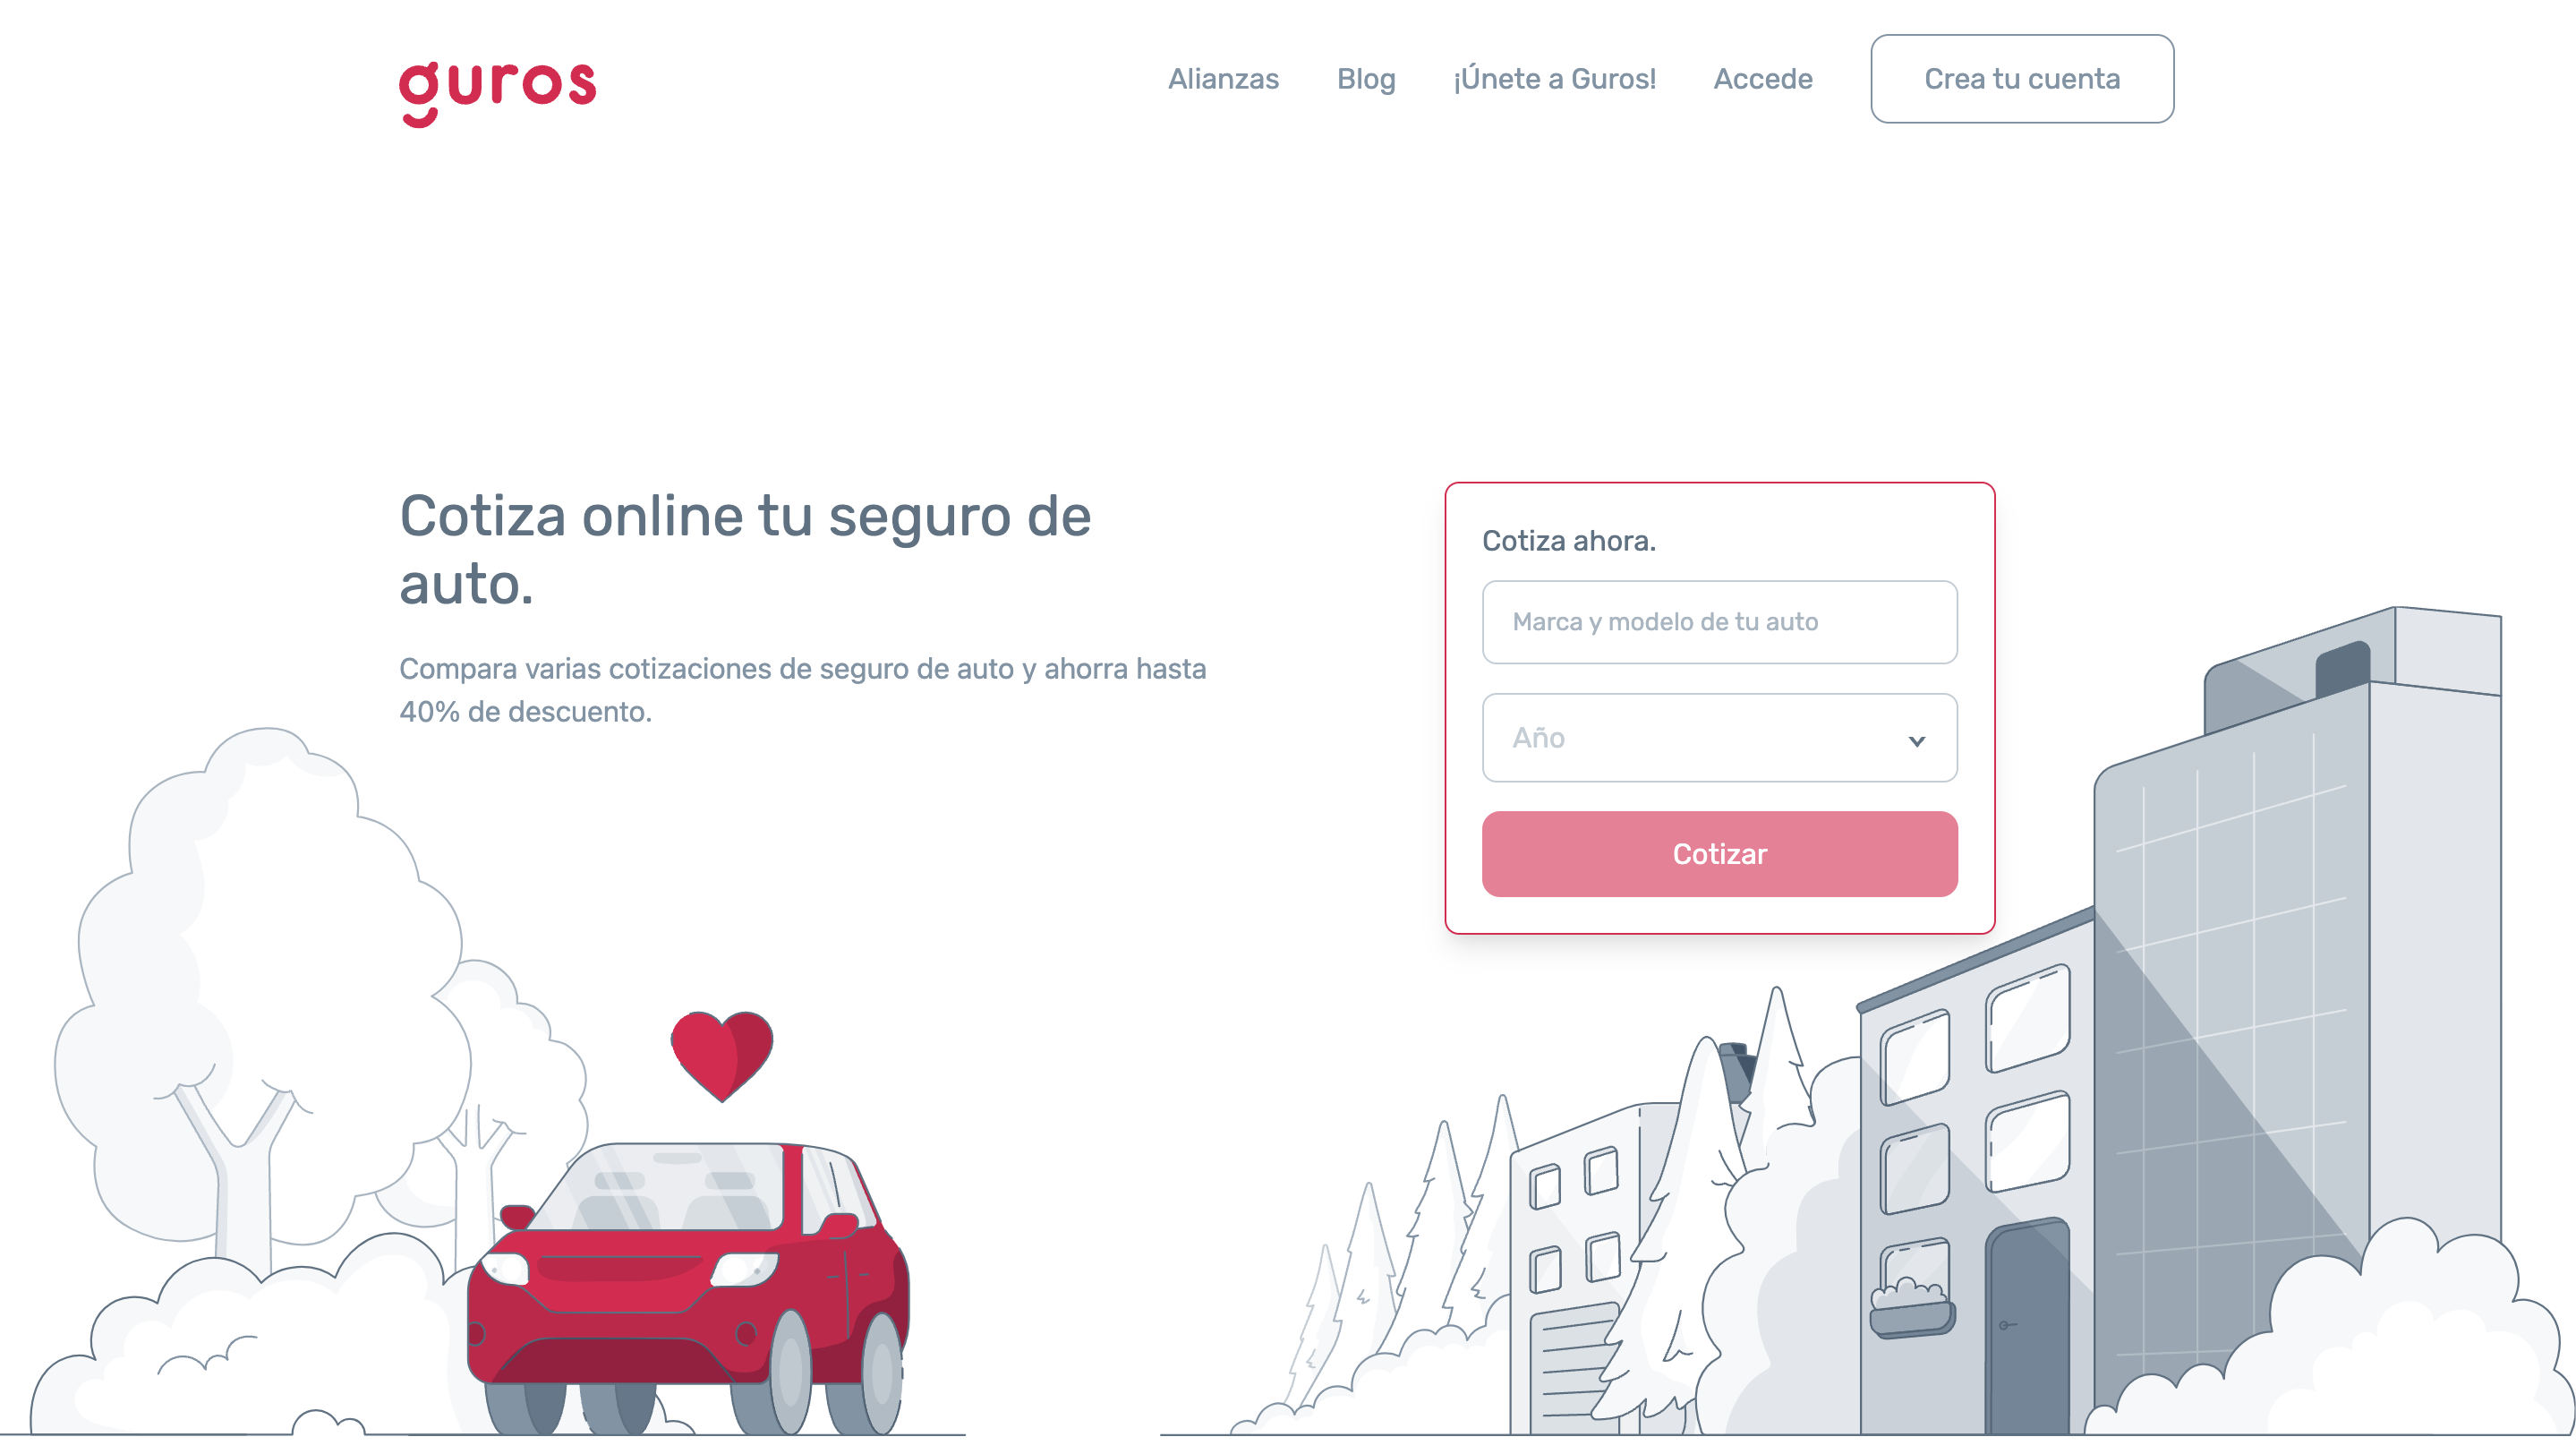 guros
Alianzas
Blog
¡Únete a Guros!
Accede
Crea tu cuenta
Cotiza online tu seguro de
auto.
Compara varias cotizaciones de seguro de auto y ahorra hasta
40% de descuento.
Cotiza ahora.
Marca y modelo de tu auto
Año
Cotizar